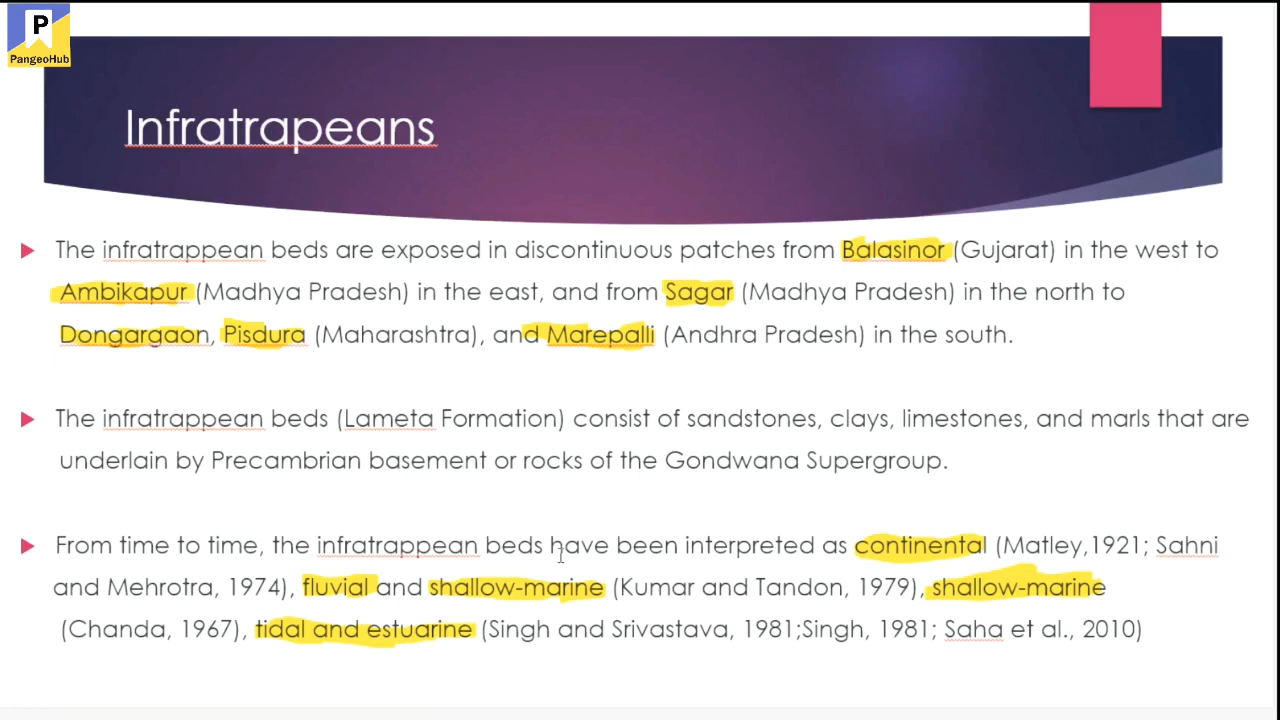 P
PangeoHub
Infratrapeans
The infratrappean beds are exposed in discontinuous patches from Balasinor (Gujarat) in the west to
Ambikapur (Madhya Pradesh) in the east, and from Sagar (Madhya Pradesh) in the north to
Dongargaon, Pisdura (Maharashtra), and Marepalli (Andhra Pradesh) in the south.
The infratrappean beds (Lameta Formation) consist of sandstones, clays, limestones, and marls that are
underlain by Precambrian basement or rocks of the Gondwana Supergroup.
From time to time, the infratrappean beds have been interpreted as continental (Matley,1921; Sahni
and Mehrotra, 1974), fluvial and shallow-marine (Kumar and Tandon, 1979), shallow-marine
(Chanda, 1967), tidal and estuarine (Singh and Srivastava, 1981;Singh, 1981; Saha et al., 2010)